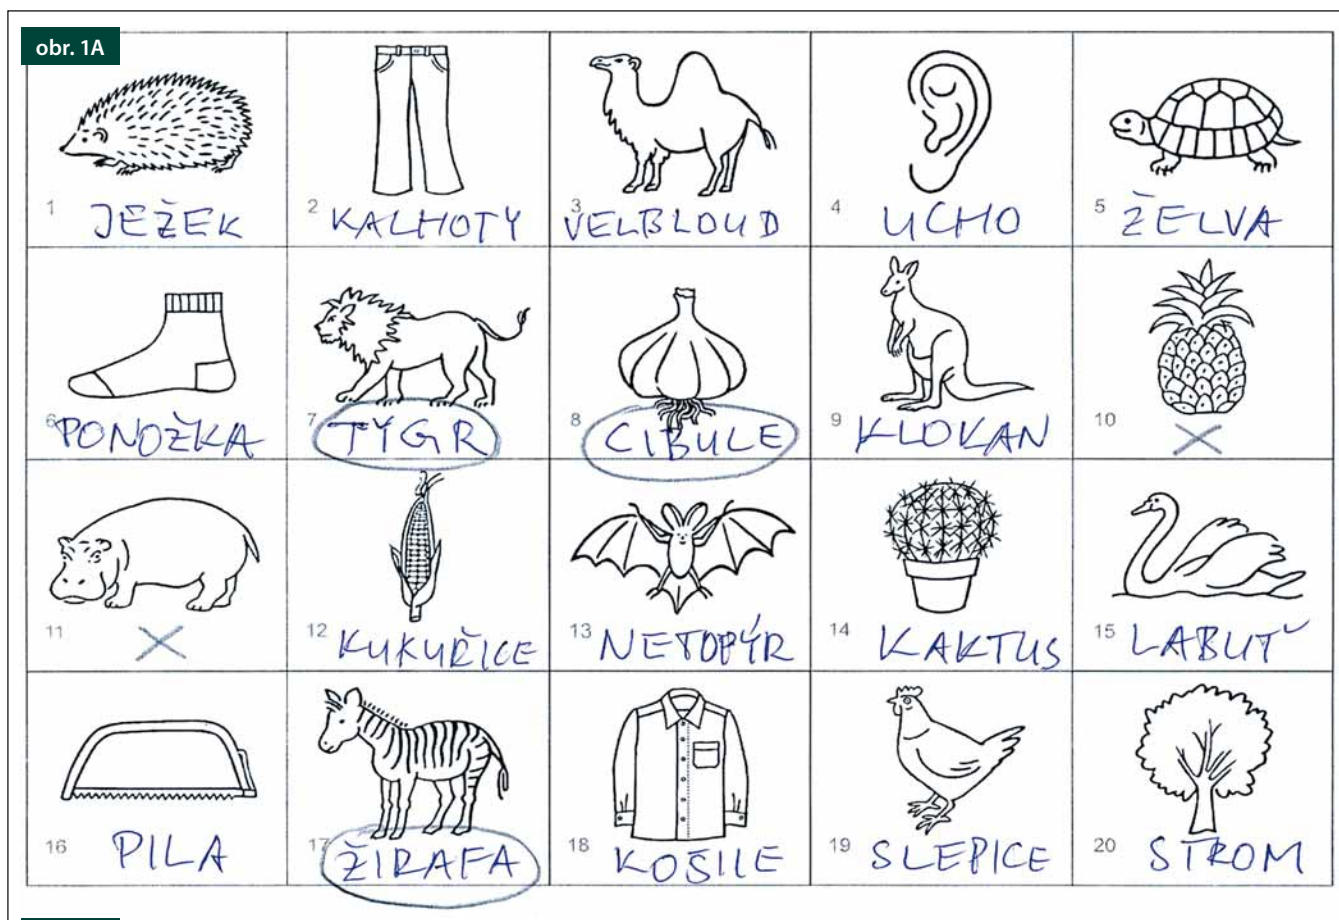 obr. 1A
1 JEŽEK
2 KALHOTY
3 VELBLOUD
4 UCHO
5 ŽELVA
6 PONOŽKA
7 TYGR
8 CIBULE
9 KLOKAN
10 X
11 X
12 KUKUŘICE
13 NETOPÝR
14 KAKTUS
15 LABUŤ
16 PILA
17 ŽIRAFA
18 KOŠILE
19 SLEPICE
20 STROM